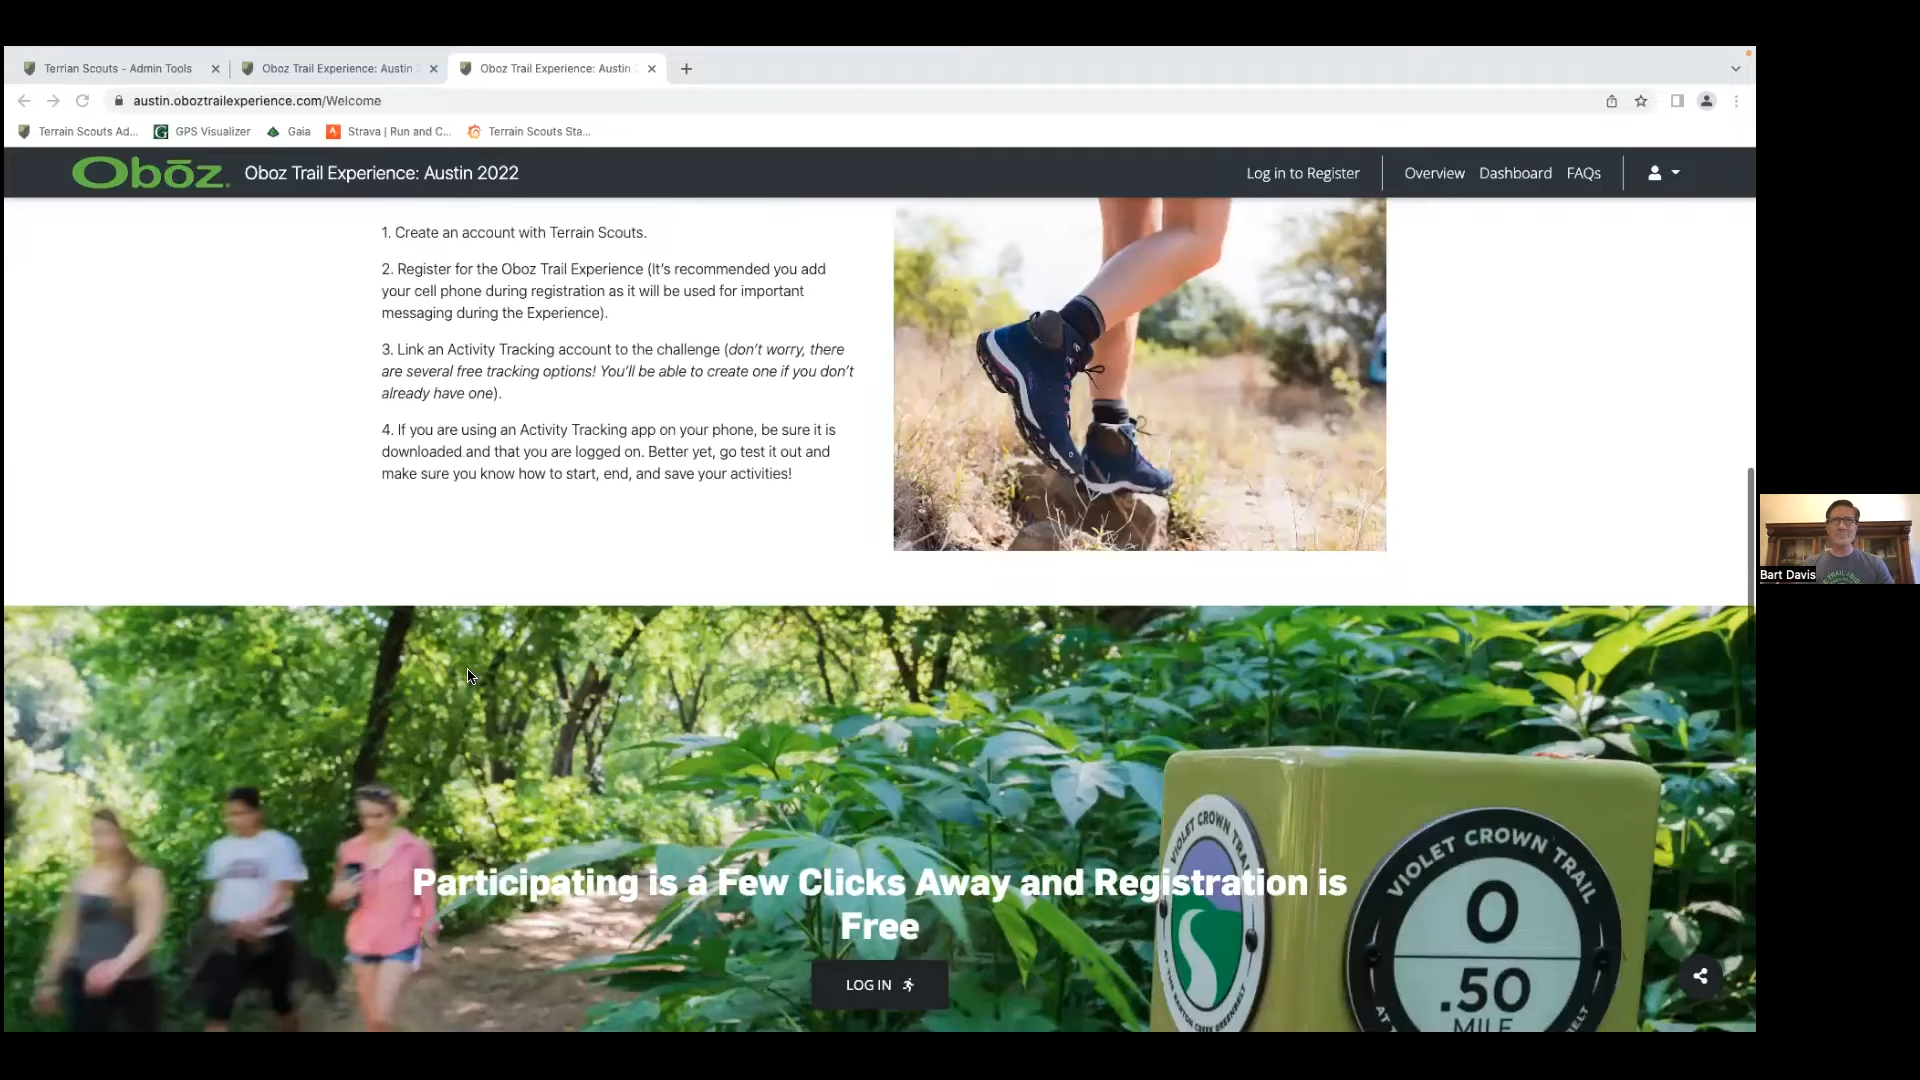 Terrian Scouts - Admin Tools
Oboz Trail Experience: Austin
Oboz Trail Experience: Austin
austin.oboztrailexperience.com/Welcome
Terrain Scouts Ad...
GPS Visualizer
Gaia
Strava | Run and C...
Terrain Scouts Sta...
Obōz
Oboz Trail Experience: Austin 2022
Log in to Register
Overview
Dashboard
FAQs
1. Create an account with Terrain Scouts.
2. Register for the Oboz Trail Experience (It's recommended you add
your cell phone during registration as it will be used for important
messaging during the Experience).
3. Link an Activity Tracking account to the challenge (don't worry, there
are several free tracking options! You'll be able to create one if you don't
already have one).
4. If you are using an Activity Tracking app on your phone, be sure it is
downloaded and that you are logged on. Better yet, go test it out and
make sure you know how to start, end, and save your activities!
Bart Davis
VIOLET CROWN TRAIL
VIOLET CROWN TRAIL
0
.50
MILE
Participating is a Few Clicks Away and Registration is
Free
LOG IN